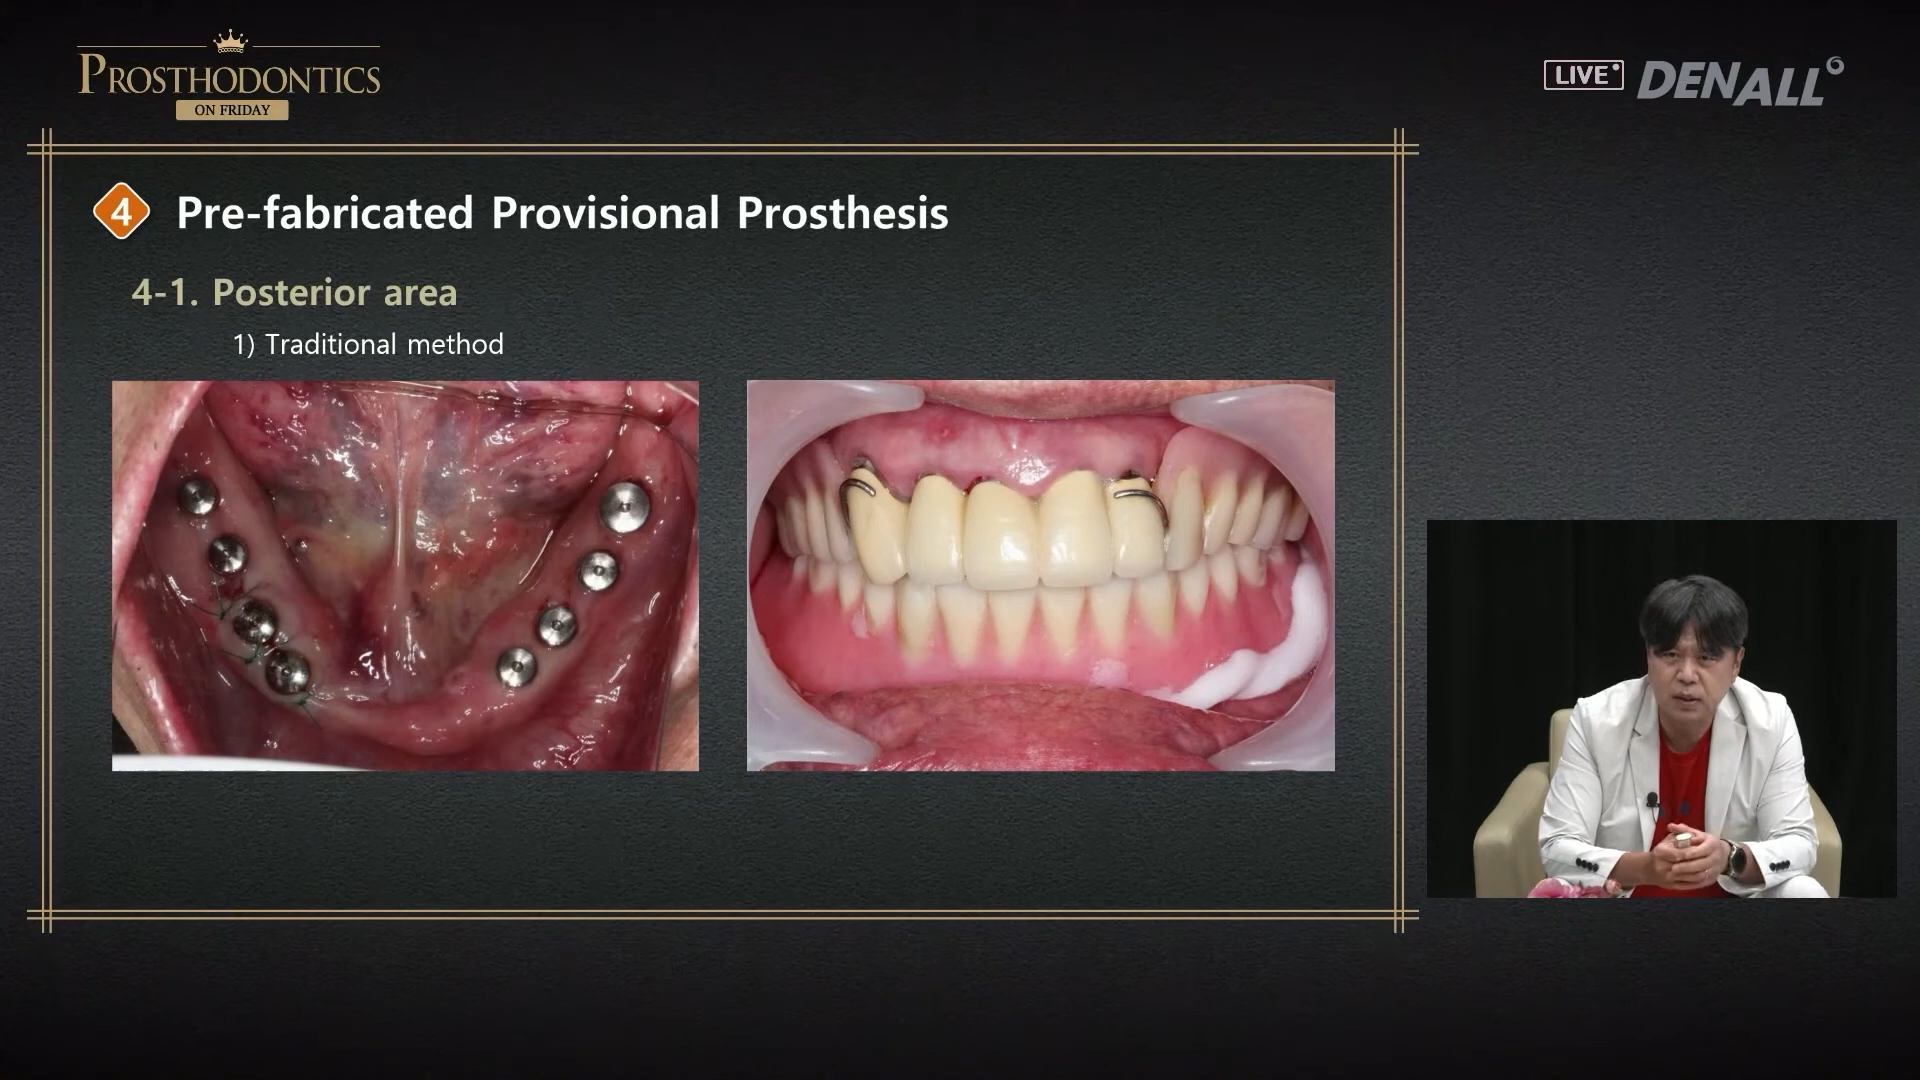 PROSTHODONTICS
ON FRIDAY
LIVE
DENALL
4 Pre-fabricated Provisional Prosthesis
4-1. Posterior area
1) Traditional method